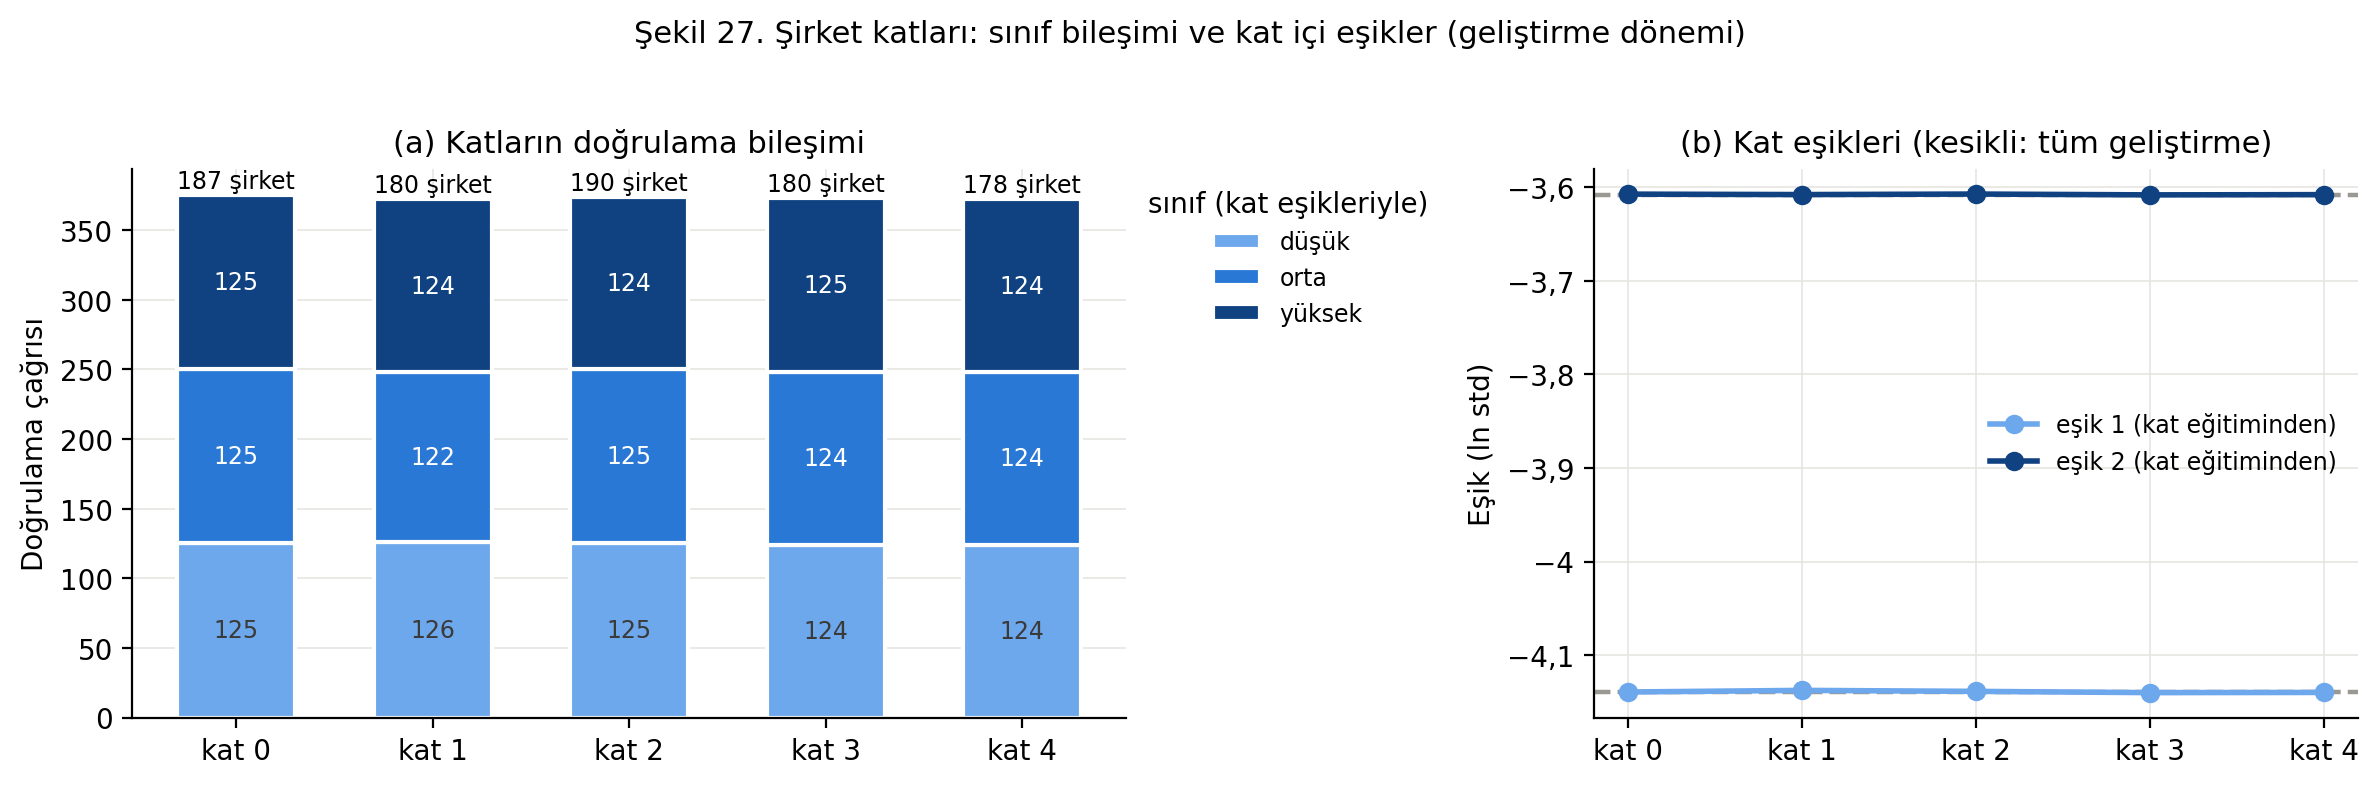 Şekil 27. Şirket katları: sınıf bileşimi ve kat içi eşikler (geliştirme dönemi)
(a) Katların doğrulama bileşimi
187 şirket 180 şirket 190 şirket 180 şirket 178 şirket
Doğrulama çağrısı
350
300
250
200
150
100
50
0
125 124 124 125 124
125 122 125 124 124
125 126 125 124 124
kat 0 kat 1 kat 2 kat 3 kat 4
sınıf (kat eşikleriyle)
düşük
orta
yüksek
(b) Kat eşikleri (kesikli: tüm geliştirme)
Eşik (ln std)
−3,6
−3,7
−3,8
−3,9
−4
−4,1
eşik 1 (kat eğitiminden)
eşik 2 (kat eğitiminden)
kat 0 kat 1 kat 2 kat 3 kat 4